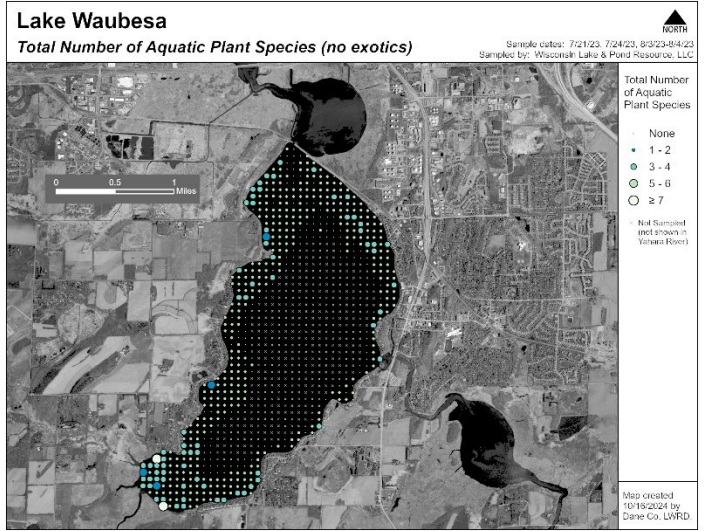 Lake Waubesa
Total Number of Aquatic Plant Species (no exotics)
NORTH
Sample dates: 7/21/23, 7/24/23, 8/3/23-8/4/23
Sampled by: Wisconsin Lake & Pond Resource, LLC
0 0.5 1
Miles
Total Number
of Aquatic
Plant Species
None
1 - 2
3 - 4
5 - 6
≥ 7
Not Sampled
(not shown in
Yahara River)
Map created
10/16/2024 by
Dane Co. LWRD.